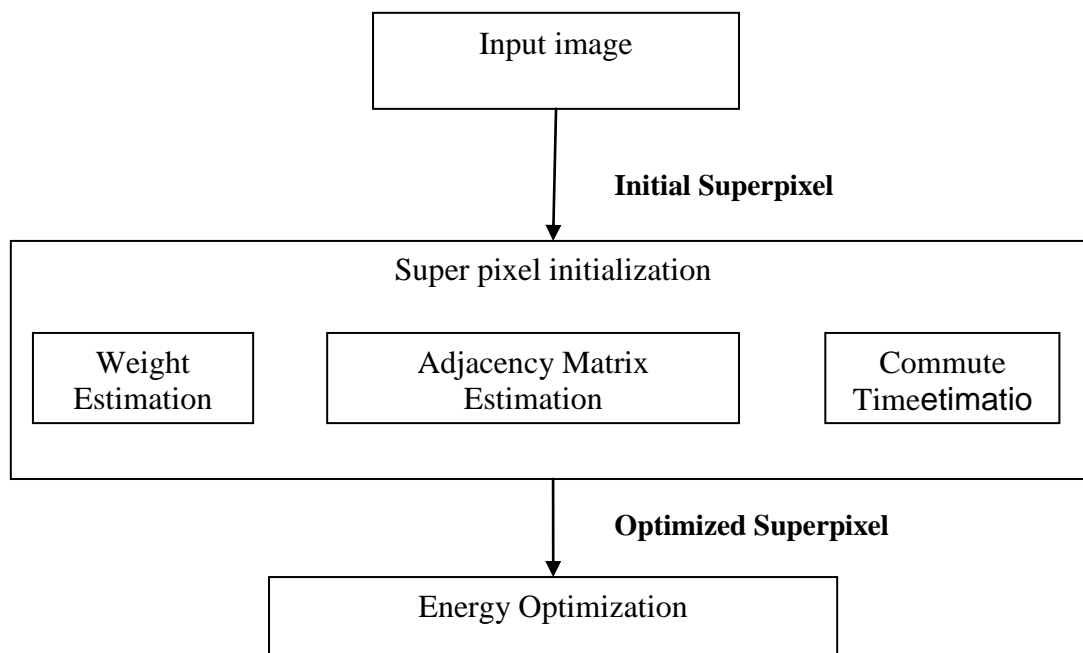 Input image
Initial Superpixel
Super pixel initialization
Weight
Estimation
Adjacency Matrix
Estimation
Commute
Timeetimatio
Optimized Superpixel
Energy Optimization